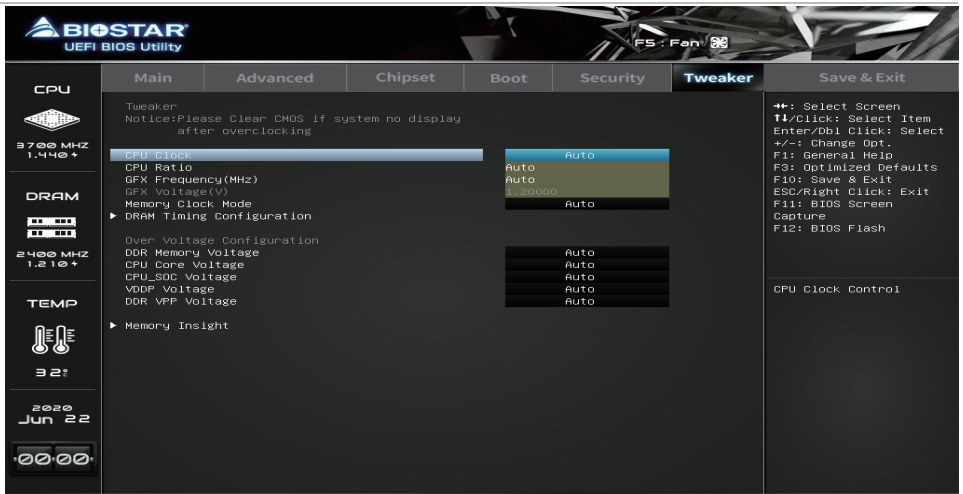 BIOSTAR®
UEFI BIOS Utility
F5 : Fan
Main Advanced Chipset Boot Security Tweaker Save & Exit
CPU
3700 MHZ
1.440 +
DRAM
2400 MHZ
1.210 +
TEMP
32°C
2020
Jun 22
00:00
Tweaker
Notice:Please Clear CMOS if system no display
after overclocking
CPU Clock Auto
CPU Ratio Auto
GFX Frequency(MHz) Auto
GFX Voltage(V) 1.20000
Memory Clock Mode Auto
▶ DRAM Timing Configuration
Over Voltage Configuration
DDR Memory Voltage Auto
CPU Core Voltage Auto
CPU_SOC Voltage Auto
VDDP Voltage Auto
DDR VPP Voltage Auto
▶ Memory Insight
→←: Select Screen
↑↓/Click: Select Item
Enter/Dbl Click: Select
+/-: Change Opt.
F1: General Help
F3: Optimized Defaults
F10: Save & Exit
ESC/Right Click: Exit
F11: BIOS Screen
Capture
F12: BIOS Flash
CPU Clock Control